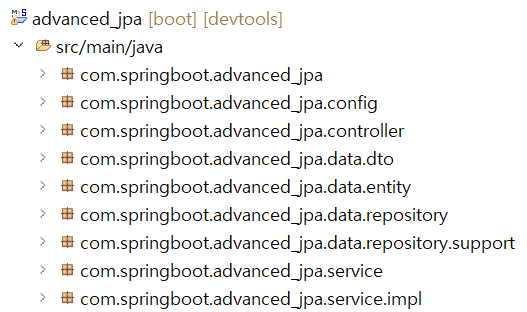 advanced_jpa [boot] [devtools]
src/main/java
com.springboot.advanced_jpa
com.springboot.advanced_jpa.config
com.springboot.advanced_jpa.controller
com.springboot.advanced_jpa.data.dto
com.springboot.advanced_jpa.data.entity
com.springboot.advanced_jpa.data.repository
com.springboot.advanced_jpa.data.repository.support
com.springboot.advanced_jpa.service
com.springboot.advanced_jpa.service.impl